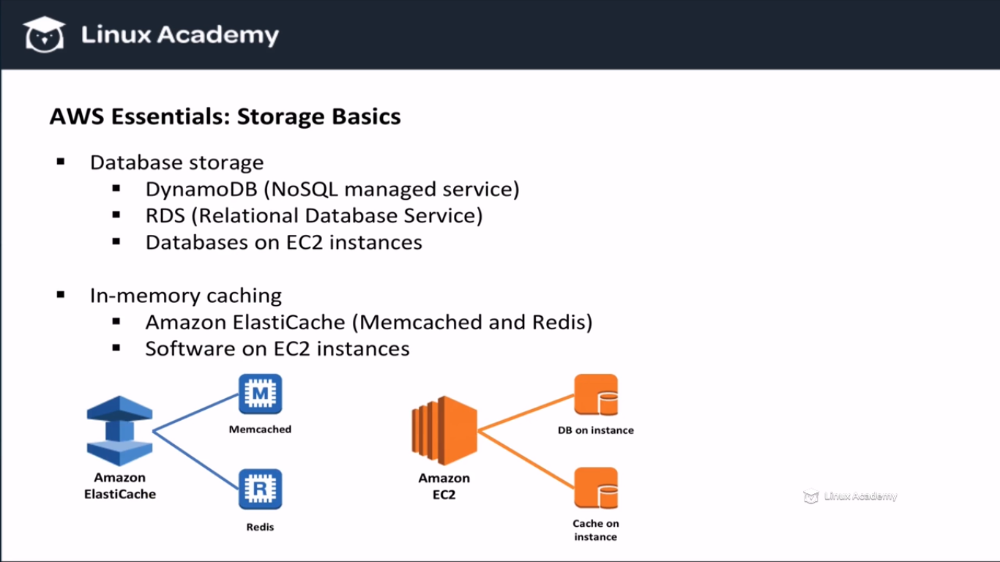 Linux Academy
AWS Essentials: Storage Basics
▪ Database storage
▪ DynamoDB (NoSQL managed service)
▪ RDS (Relational Database Service)
▪ Databases on EC2 instances
▪ In-memory caching
▪ Amazon ElastiCache (Memcached and Redis)
▪ Software on EC2 instances
M
Memcached
Amazon
ElastiCache
R
Redis
DB on instance
Amazon
EC2
Cache on
instance
Linux Academy